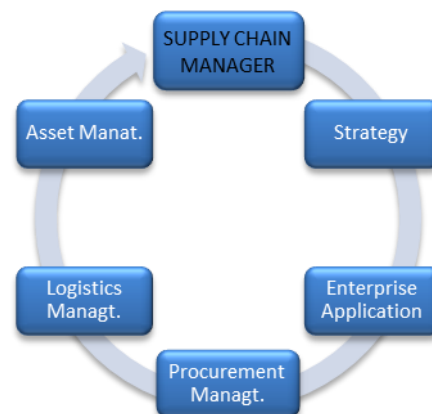 SUPPLY CHAIN
MANAGER
Strategy
Enterprise
Application
Procurement
Managt.
Logistics
Managt.
Asset Manat.